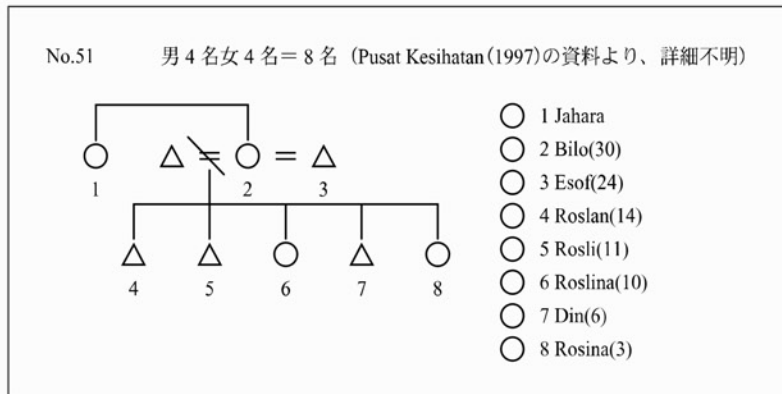 No.51 男4名女4名＝8名 (Pusat Kesihatan(1997)の資料より、詳細不明)
1 2 3
4 5 6 7 8
1 Jahara
2 Bilo(30)
3 Esof(24)
4 Roslan(14)
5 Rosli(11)
6 Roslina(10)
7 Din(6)
8 Rosina(3)